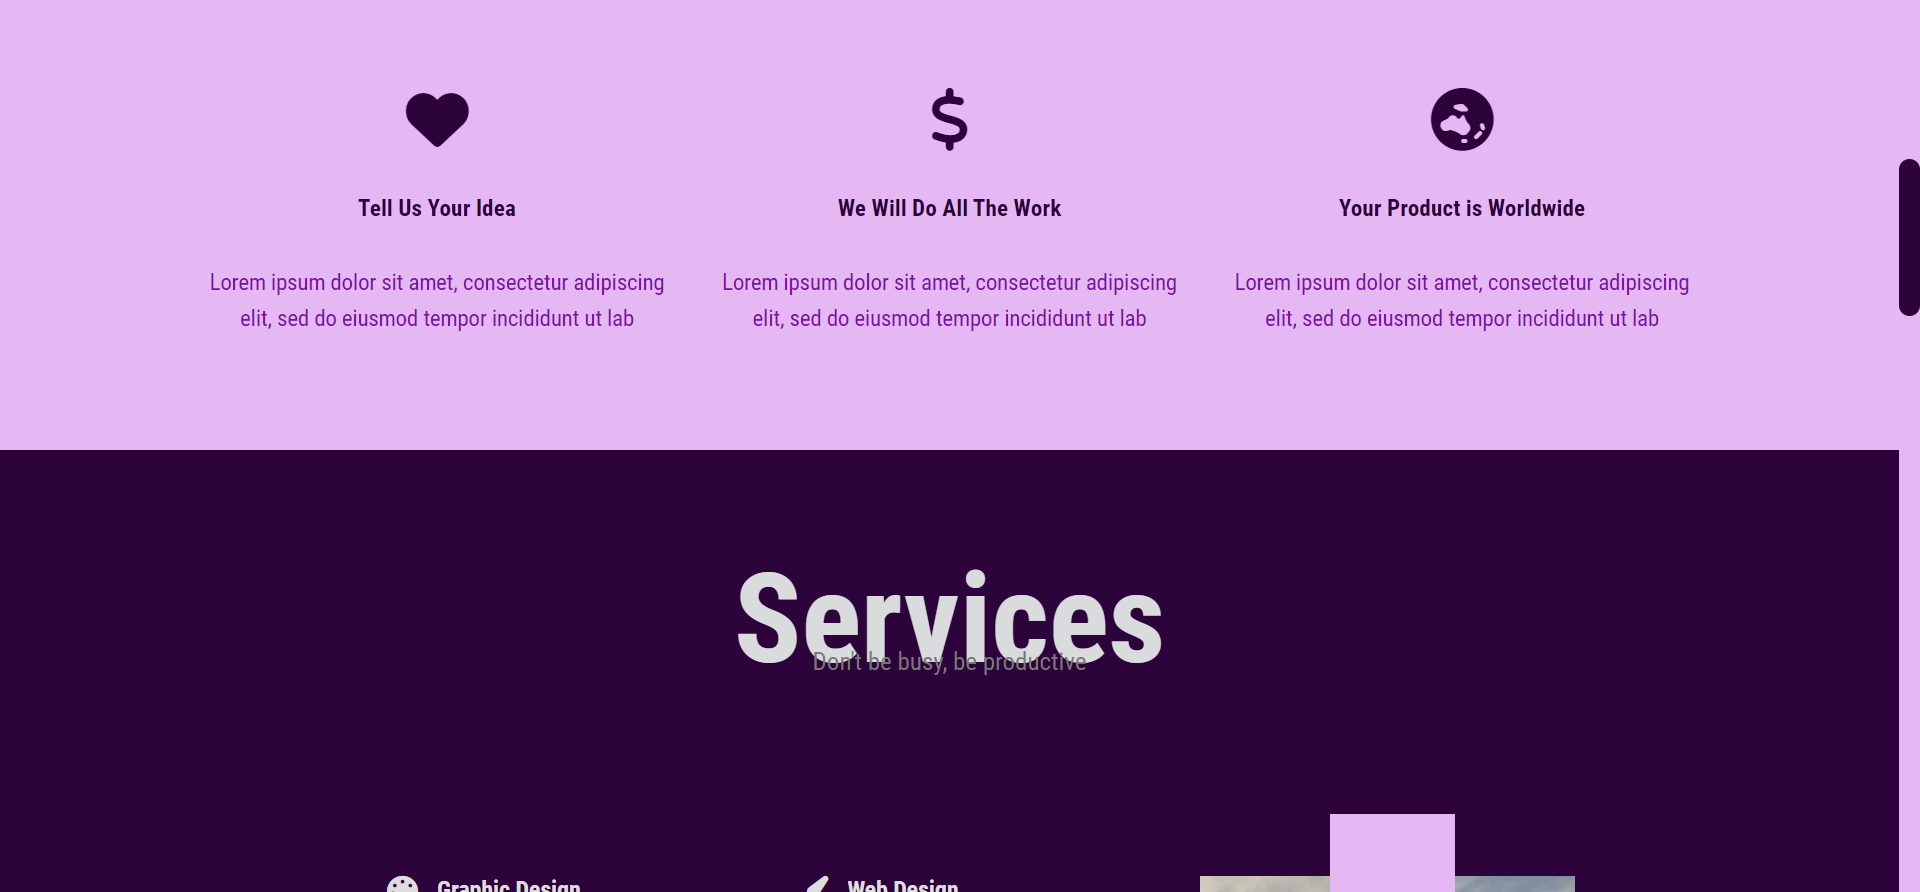 Tell Us Your Idea
Lorem ipsum dolor sit amet, consectetur adipiscing
elit, sed do eiusmod tempor incididunt ut lab
We Will Do All The Work
Lorem ipsum dolor sit amet, consectetur adipiscing
elit, sed do eiusmod tempor incididunt ut lab
Your Product is Worldwide
Lorem ipsum dolor sit amet, consectetur adipiscing
elit, sed do eiusmod tempor incididunt ut lab
Services
Don't be busy, be productive
Graphic Design
Web Design